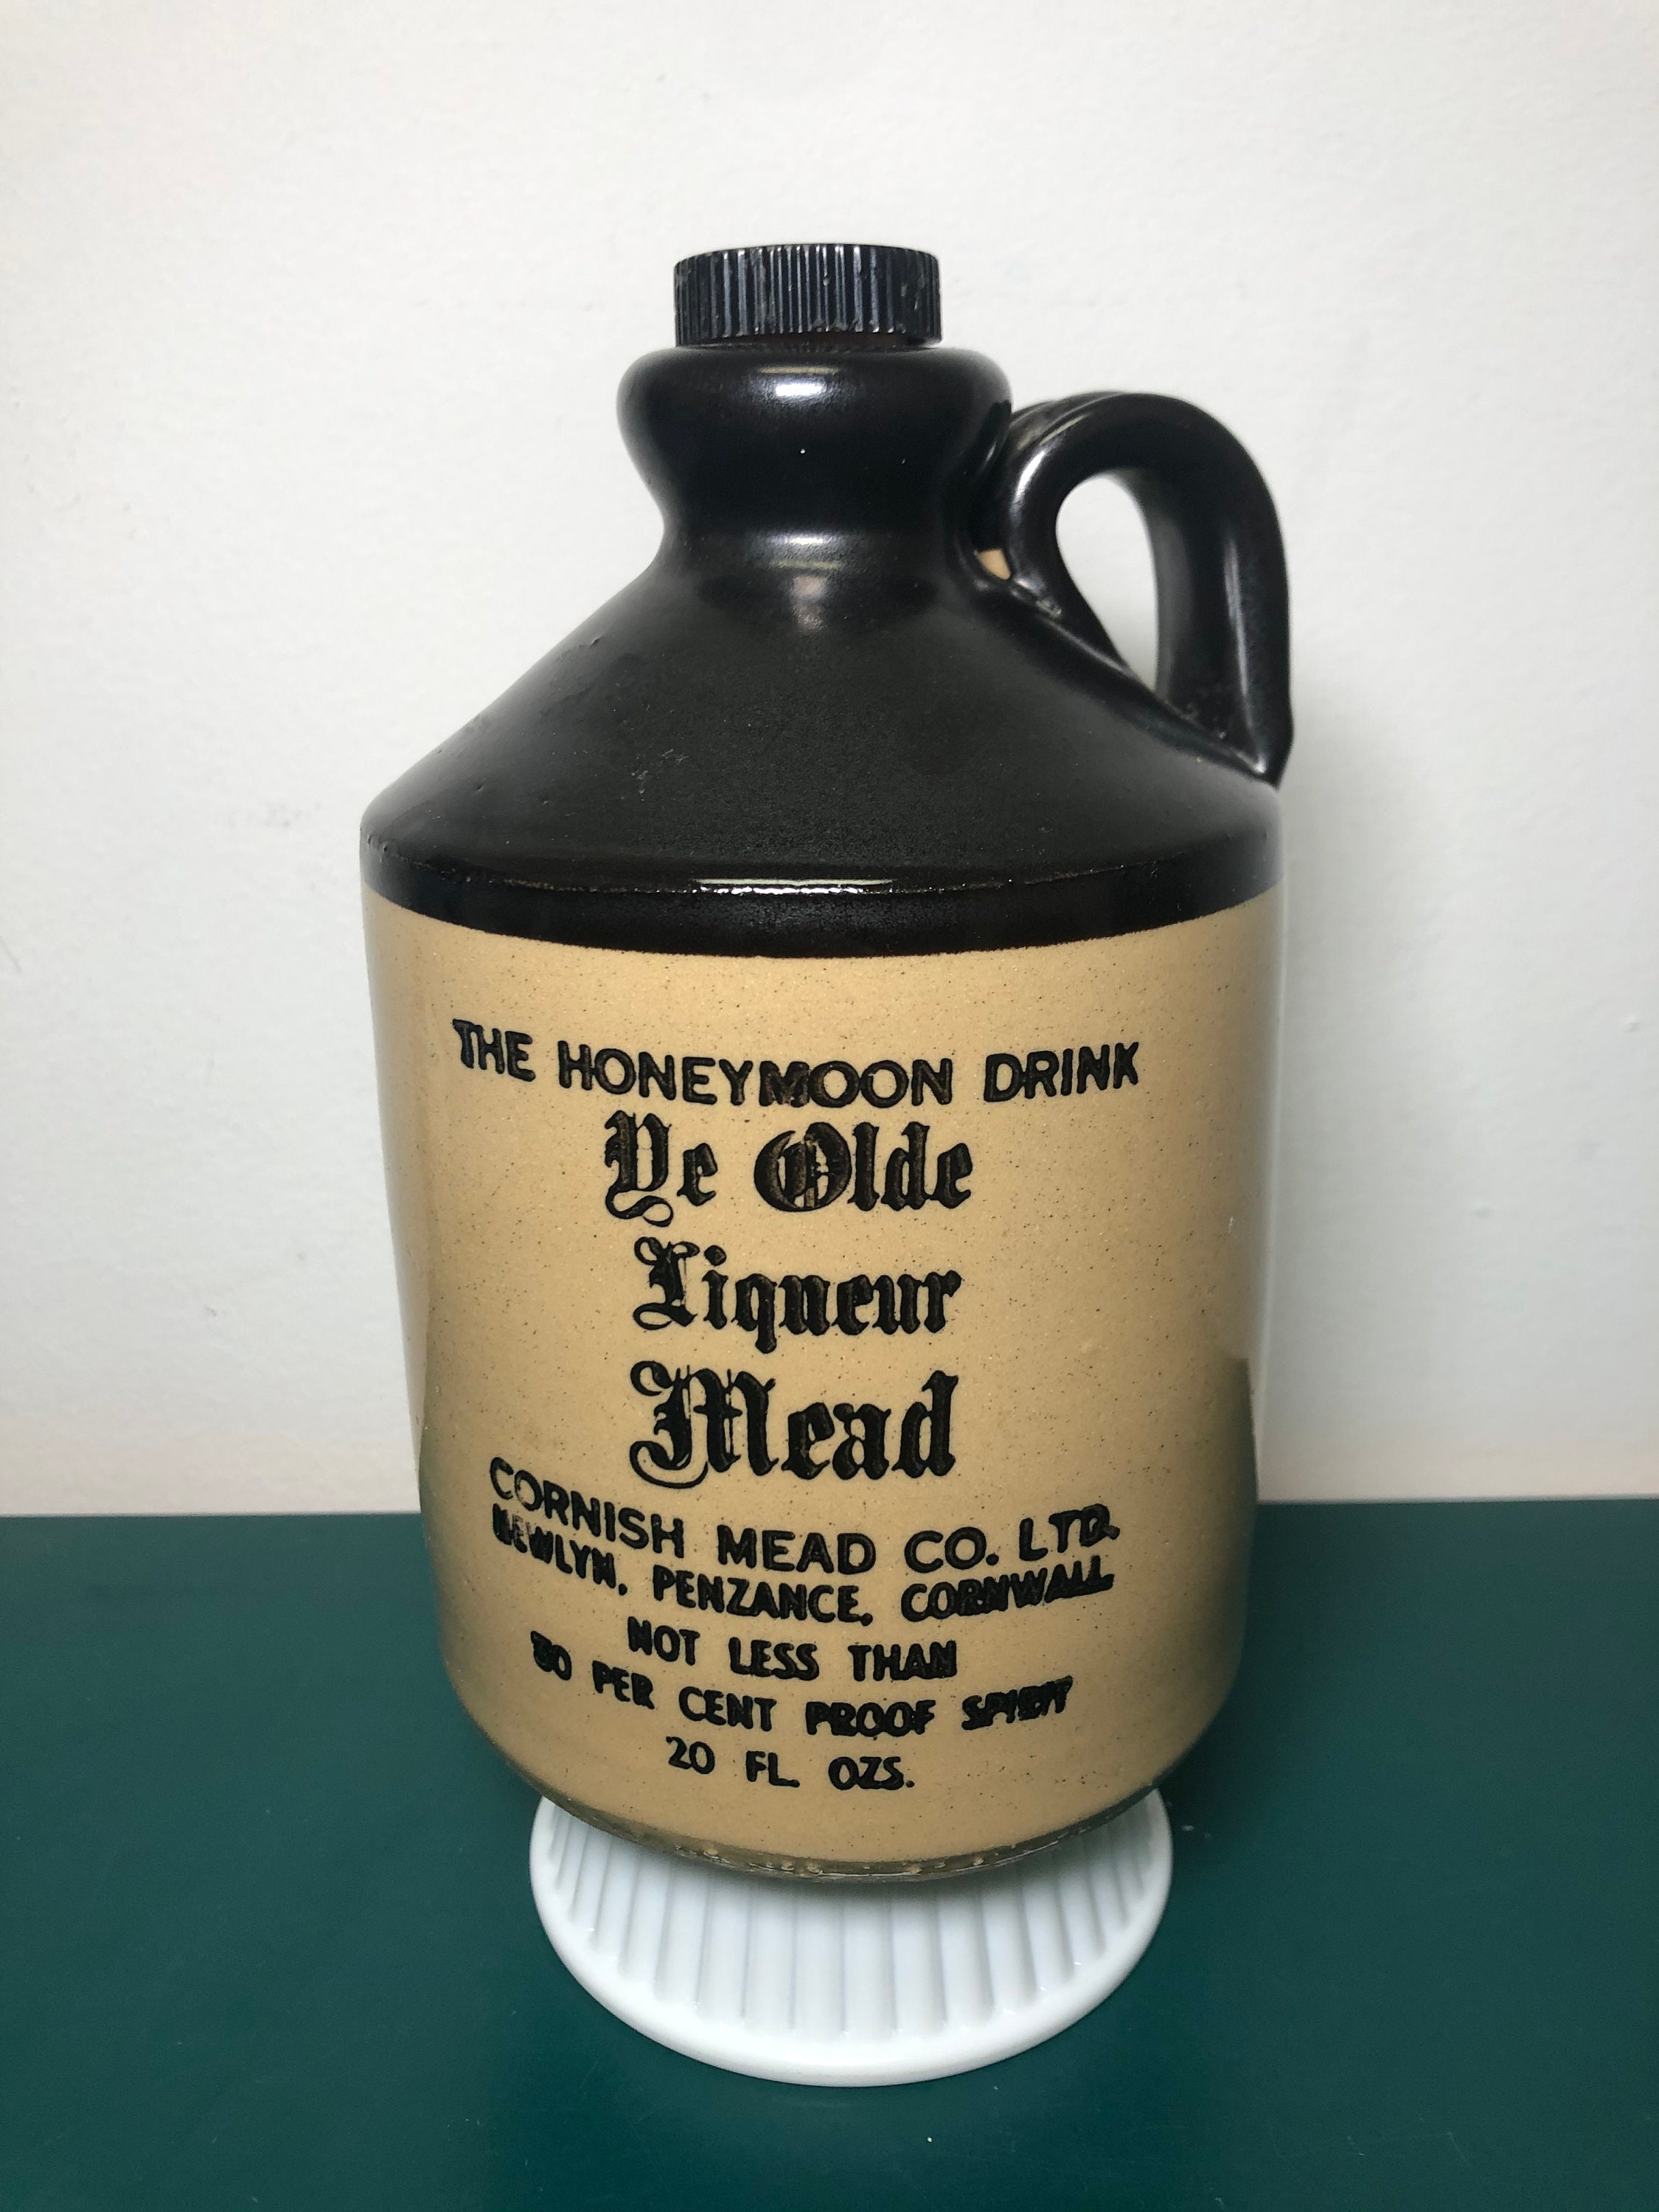 THE HONEYMOON DRINK
Ye Olde
Liqueur
Mead
CORNISH MEAD CO. LTD.
NEWLYN, PENZANCE, CORNWALL
NOT LESS THAN
PER CENT PROOF SPIRIT
20 FL. OZS.